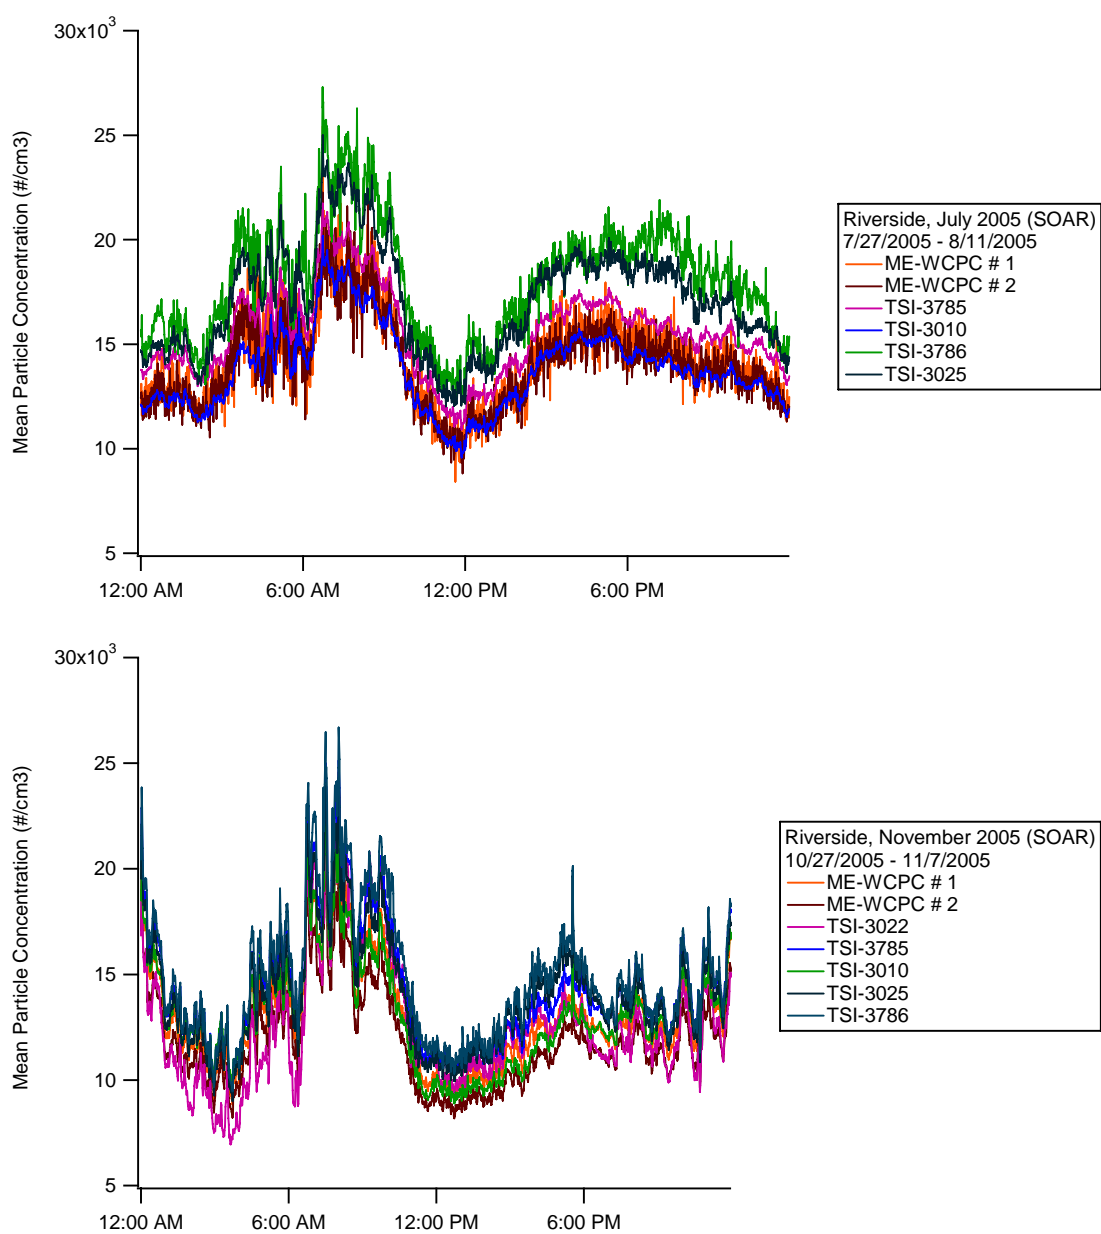 30x10³
25
20
15
10
5
Mean Particle Concentration (#/cm3)
12:00 AM
6:00 AM
12:00 PM
6:00 PM
Riverside, July 2005 (SOAR)
7/27/2005 - 8/11/2005
ME-WCPC # 1
ME-WCPC # 2
TSI-3785
TSI-3010
TSI-3786
TSI-3025
30x10³
25
20
15
10
5
Mean Particle Concentration (#/cm3)
12:00 AM
6:00 AM
12:00 PM
6:00 PM
Riverside, November 2005 (SOAR)
10/27/2005 - 11/7/2005
ME-WCPC # 1
ME-WCPC # 2
TSI-3022
TSI-3785
TSI-3010
TSI-3025
TSI-3786